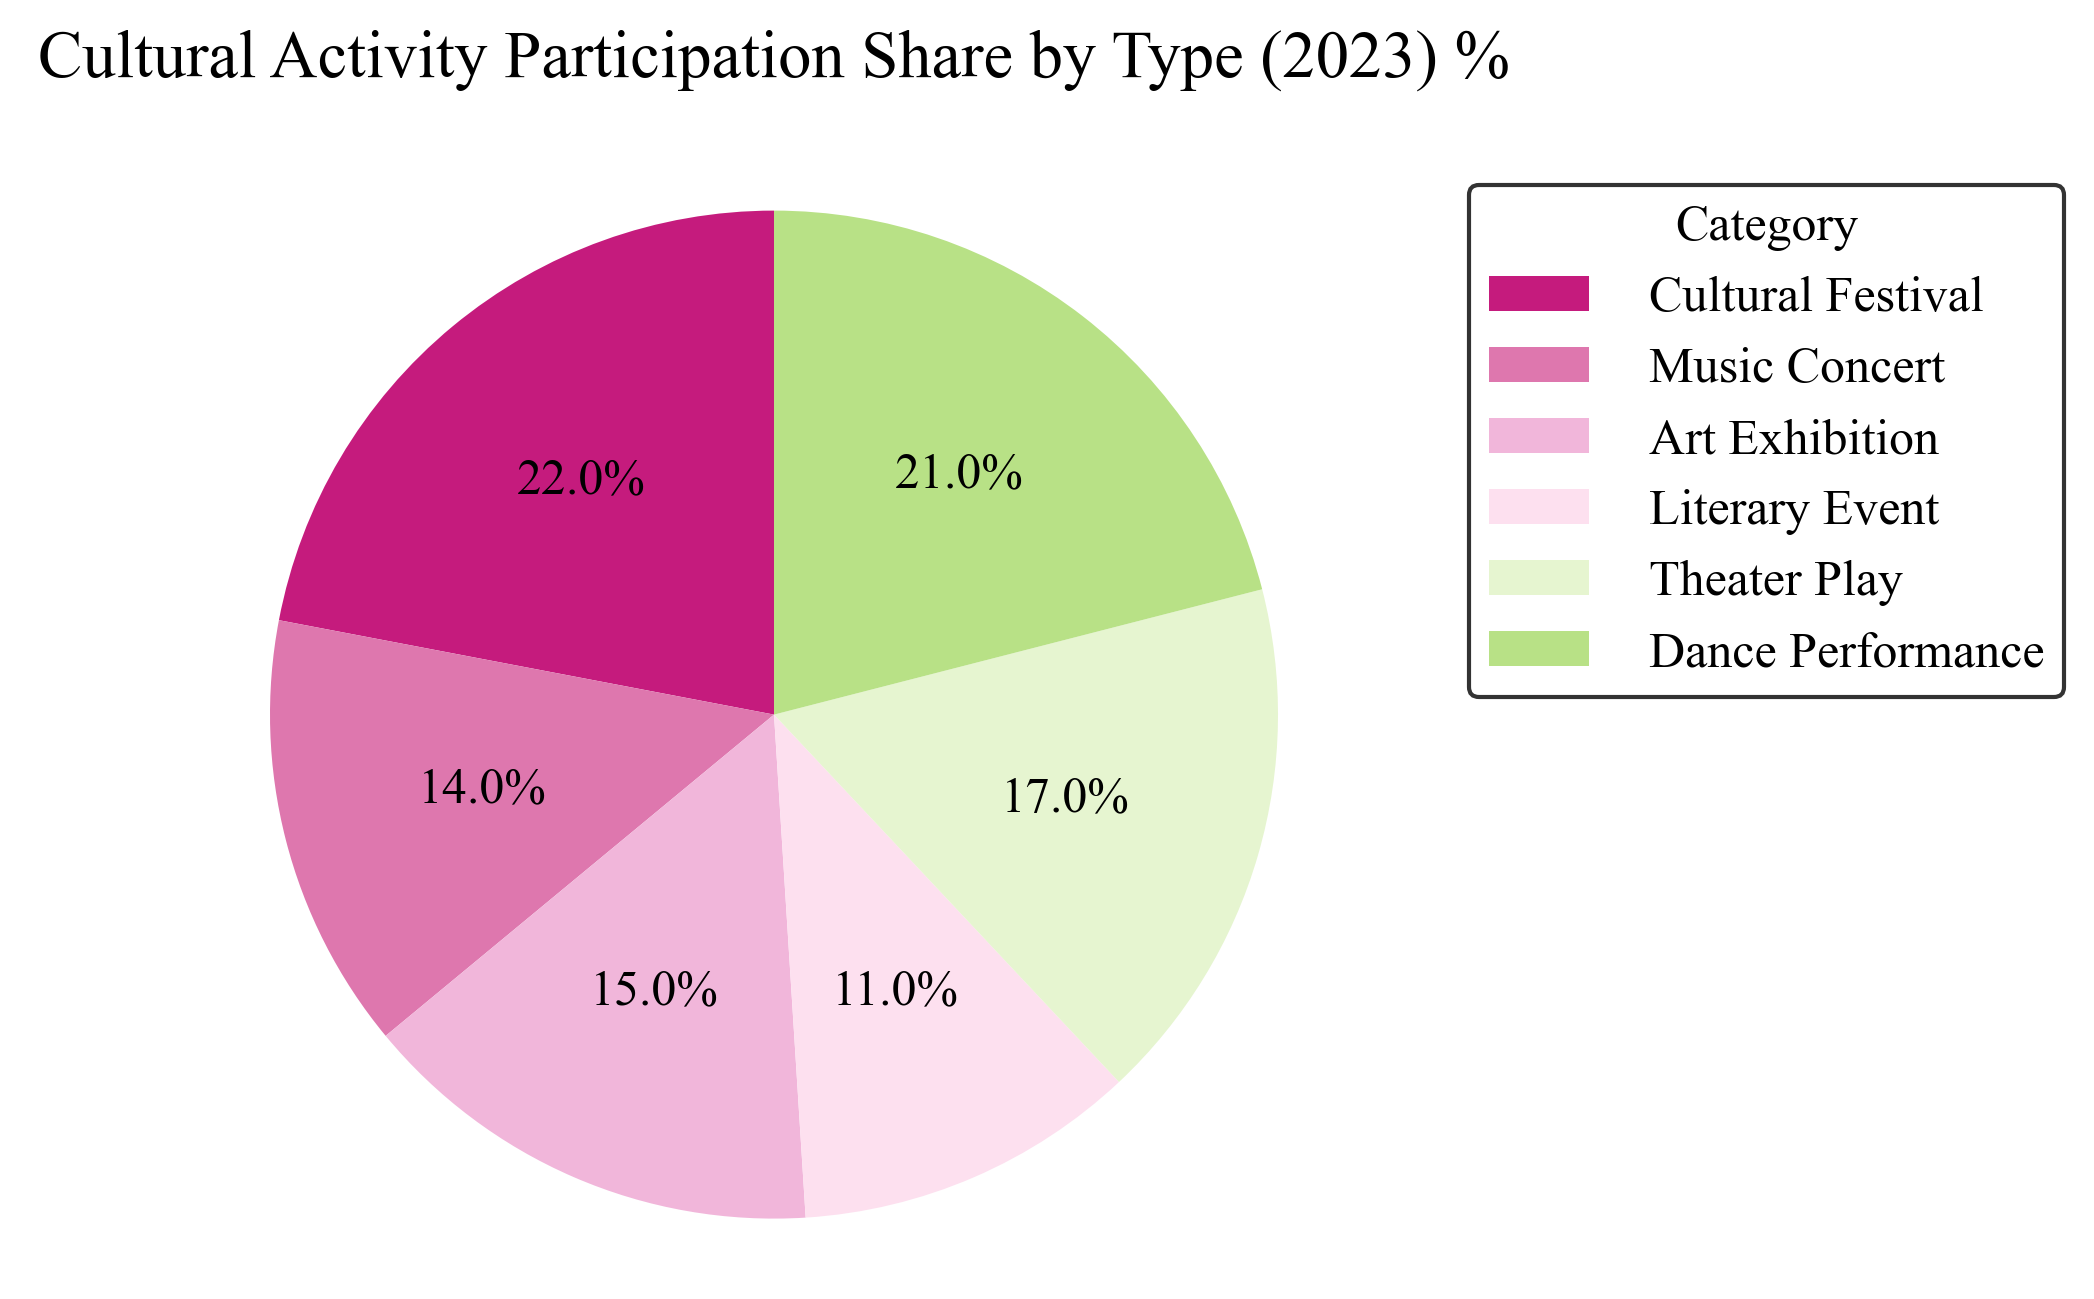 Cultural Activity Participation Share by Type (2023) %
Category
Cultural Festival
Music Concert
Art Exhibition
Literary Event
Theater Play
Dance Performance
22.0%
21.0%
14.0%
17.0%
15.0%
11.0%